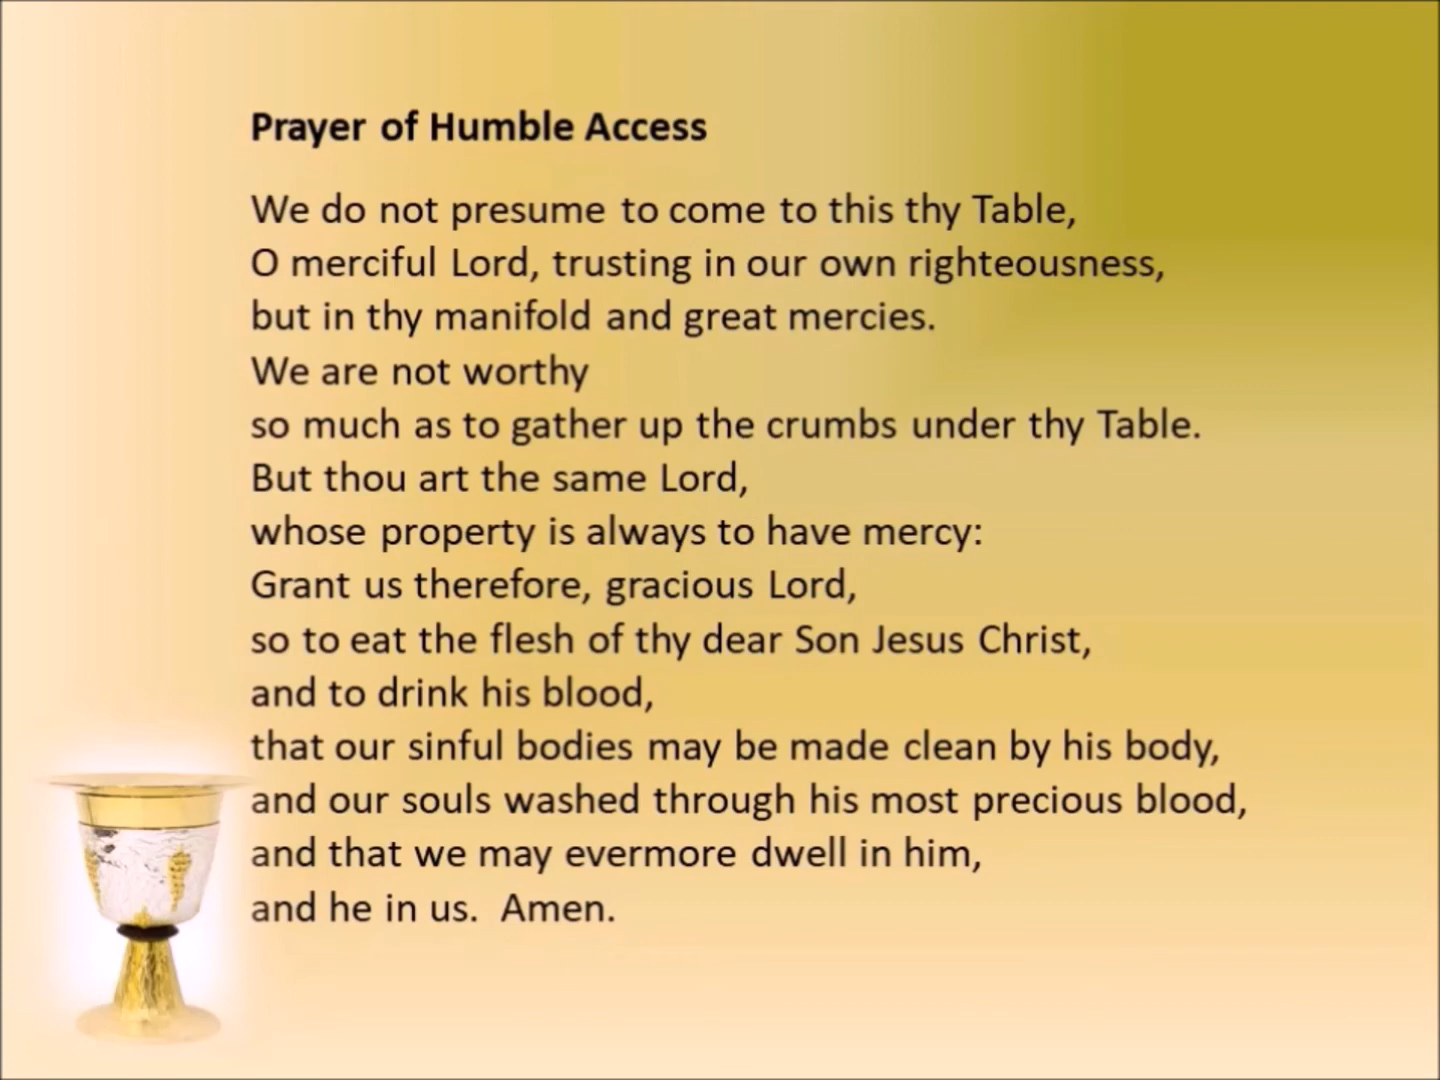 Prayer of Humble Access
We do not presume to come to this thy Table,
O merciful Lord, trusting in our own righteousness,
but in thy manifold and great mercies.
We are not worthy
so much as to gather up the crumbs under thy Table.
But thou art the same Lord,
whose property is always to have mercy:
Grant us therefore, gracious Lord,
so to eat the flesh of thy dear Son Jesus Christ,
and to drink his blood,
that our sinful bodies may be made clean by his body,
and our souls washed through his most precious blood,
and that we may evermore dwell in him,
and he in us.  Amen.